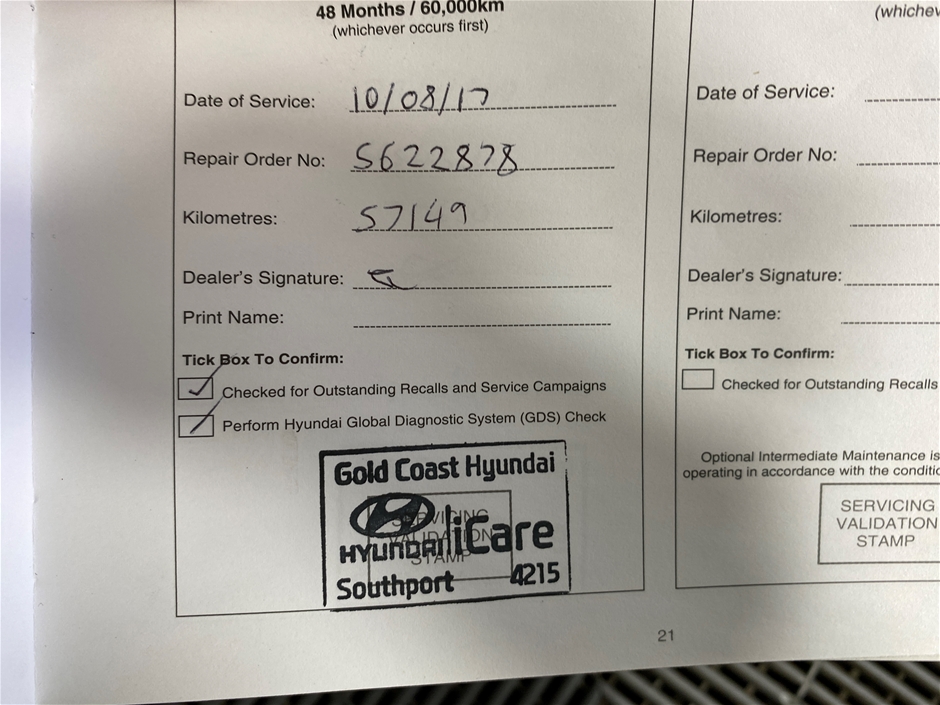 48 Months / 60,000km
(whichever occurs first)
Date of Service: 10/08/17
Repair Order No: S622878
Kilometres: 57149
Dealer's Signature:
Print Name:
Tick Box To Confirm:
Checked for Outstanding Recalls and Service Campaigns
Perform Hyundai Global Diagnostic System (GDS) Check
Gold Coast Hyundai
SERVICING
VALIDATION
STAMP
HYUNDAI iCare
Southport 4215
(whichev
Date of Service:
Repair Order No:
Kilometres:
Dealer's Signature:
Print Name:
Tick Box To Confirm:
Checked for Outstanding Recalls
Optional Intermediate Maintenance is
operating in accordance with the conditio
SERVICING
VALIDATION
STAMP
21